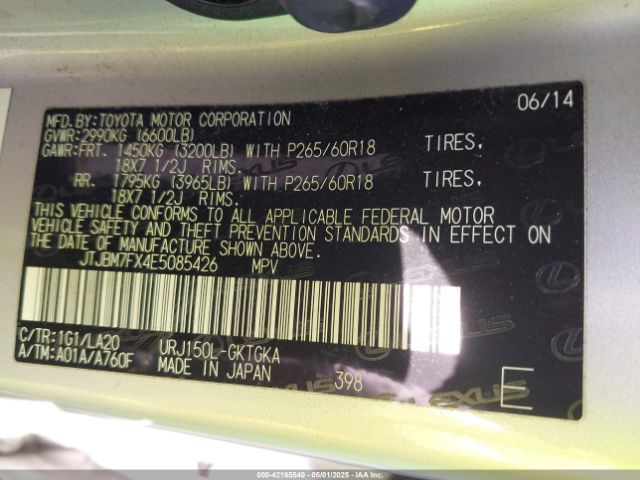 06/14
MFD.BY:TOYOTA MOTOR CORPORATION
GVWR:2990KG (6600LB)
GAWR:FRT. 1450KG (3200LB) WITH P265/60R18 TIRES,
18X7 1/2J RIMS.
RR. 1795KG (3965LB) WITH P265/60R18 TIRES,
18X7 1/2J RIMS.
THIS VEHICLE CONFORMS TO ALL APPLICABLE FEDERAL MOTOR
VEHICLE SAFETY AND THEFT PREVENTION STANDARDS IN EFFECT ON
THE DATE OF MANUFACTURE SHOWN ABOVE.
JTJBM7FX4E5085426 MPV
C/TR:1G1/LA20 URJ150L-GKTGKA
A/TM:A01A/A760F MADE IN JAPAN 398 E
LEXUS
000-42165540 - 05/01/2025 - COPYRIGHT IAA, LLC.